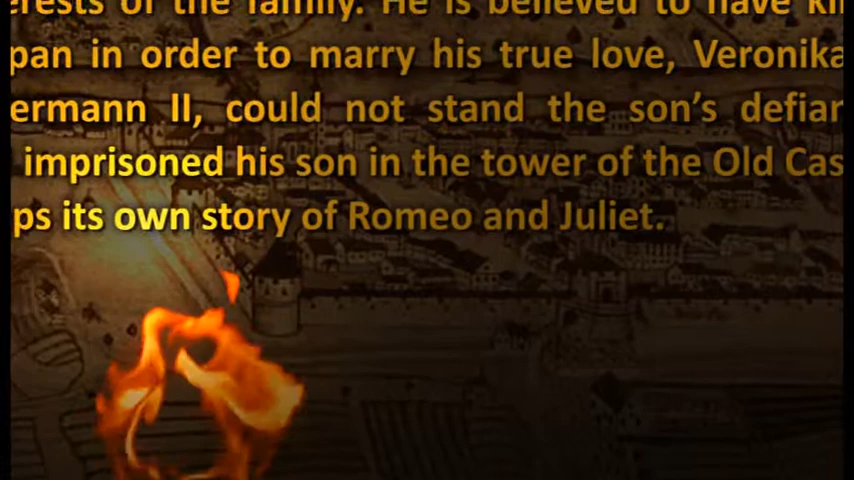 erests of the family. He is believed to have
pan in order to marry his true love, Veronika
ermann II, could not stand the son's defian
imprisoned his son in the tower of the Old Cas
ps its own story of Romeo and Juliet.